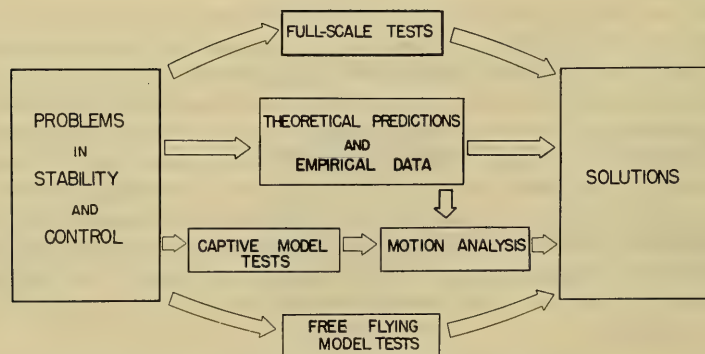 FULL-SCALE TESTS
PROBLEMS
IN
STABILITY
AND
CONTROL
THEORETICAL PREDICTIONS
AND
EMPIRICAL DATA
SOLUTIONS
CAPTIVE MODEL
TESTS
MOTION ANALYSIS
FREE FLYING
MODEL TESTS